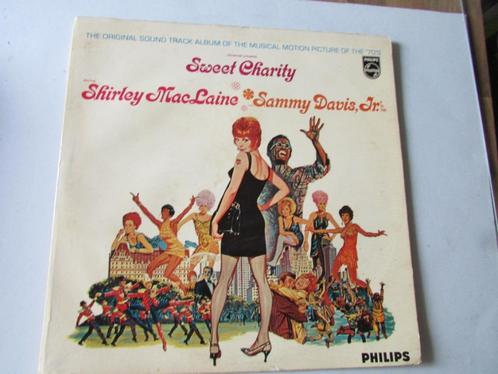 THE ORIGINAL SOUND TRACK ALBUM OF THE MUSICAL MOTION PICTURE OF THE '70'S
PHILIPS
Sweet Charity
Shirley MacLaine * Sammy Davis, Jr.
PHILIPS